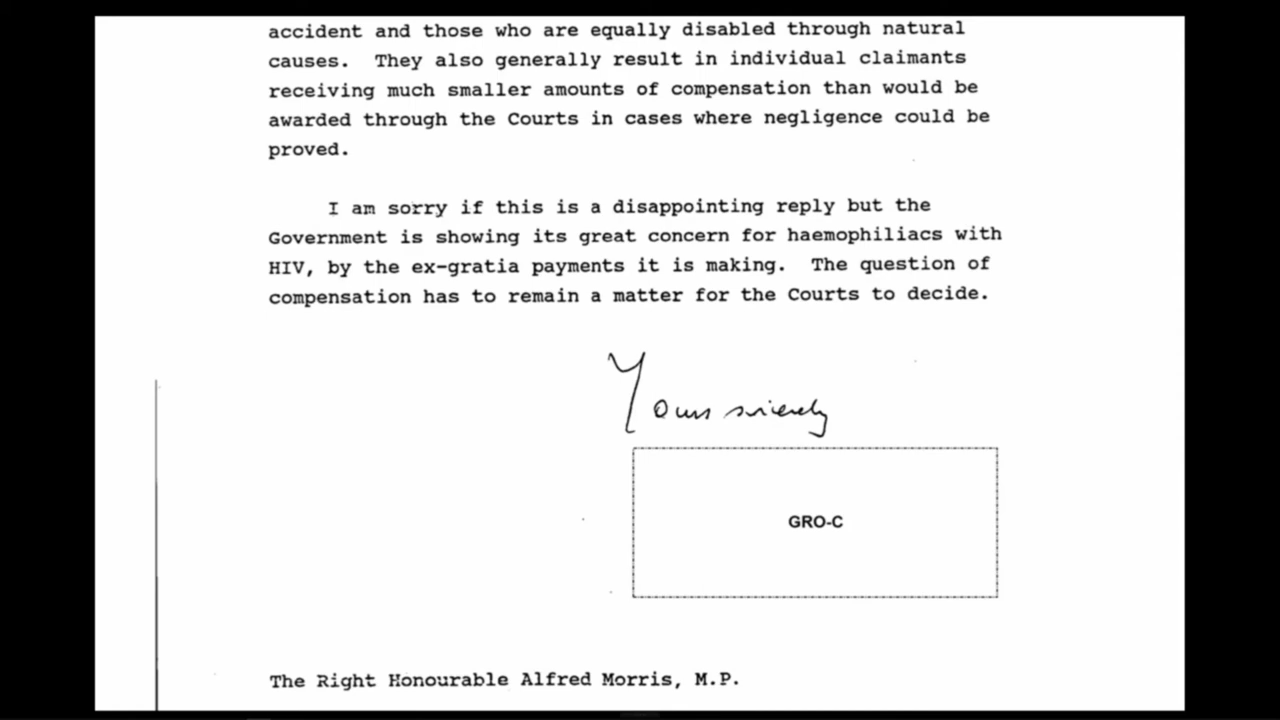 accident and those who are equally disabled through natural
causes. They also generally result in individual claimants
receiving much smaller amounts of compensation than would be
awarded through the Courts in cases where negligence could be
proved.
I am sorry if this is a disappointing reply but the
Government is showing its great concern for haemophiliacs with
HIV, by the ex-gratia payments it is making. The question of
compensation has to remain a matter for the Courts to decide.
Yours sincerely
GRO-C
The Right Honourable Alfred Morris, M.P.